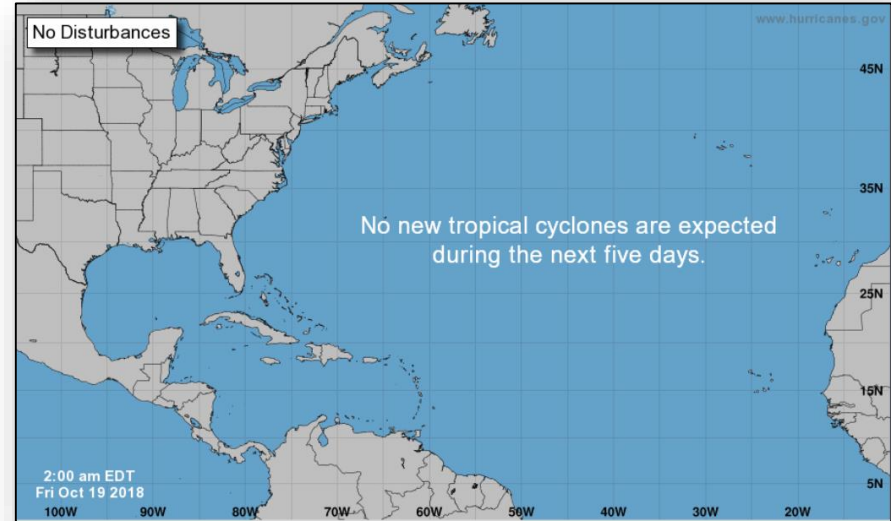 No Disturbances
www.hurricanes.gov
45N
35N
No new tropical cyclones are expected
during the next five days.
25N
15N
2:00 am EDT
Fri Oct 19 2018
5N
100W 90W 80W 70W 60W 50W 40W 30W 20W